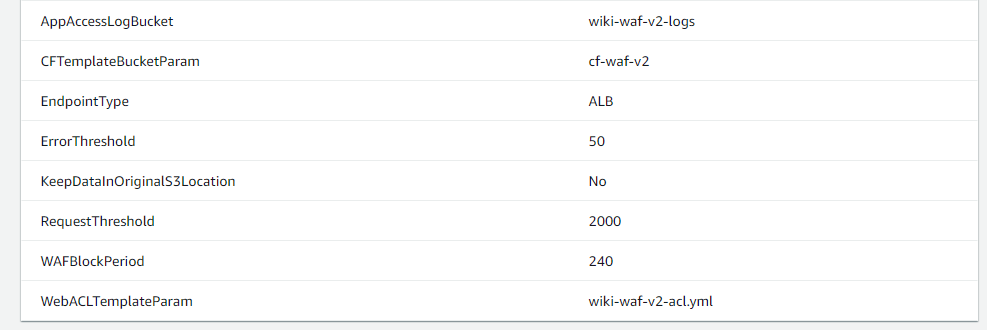 AppAccessLogBucket wiki-waf-v2-logs
CFTemplateBucketParam cf-waf-v2
EndpointType ALB
ErrorThreshold 50
KeepDataInOriginalS3Location No
RequestThreshold 2000
WAFBlockPeriod 240
WebACLTemplateParam wiki-waf-v2-acl.yml